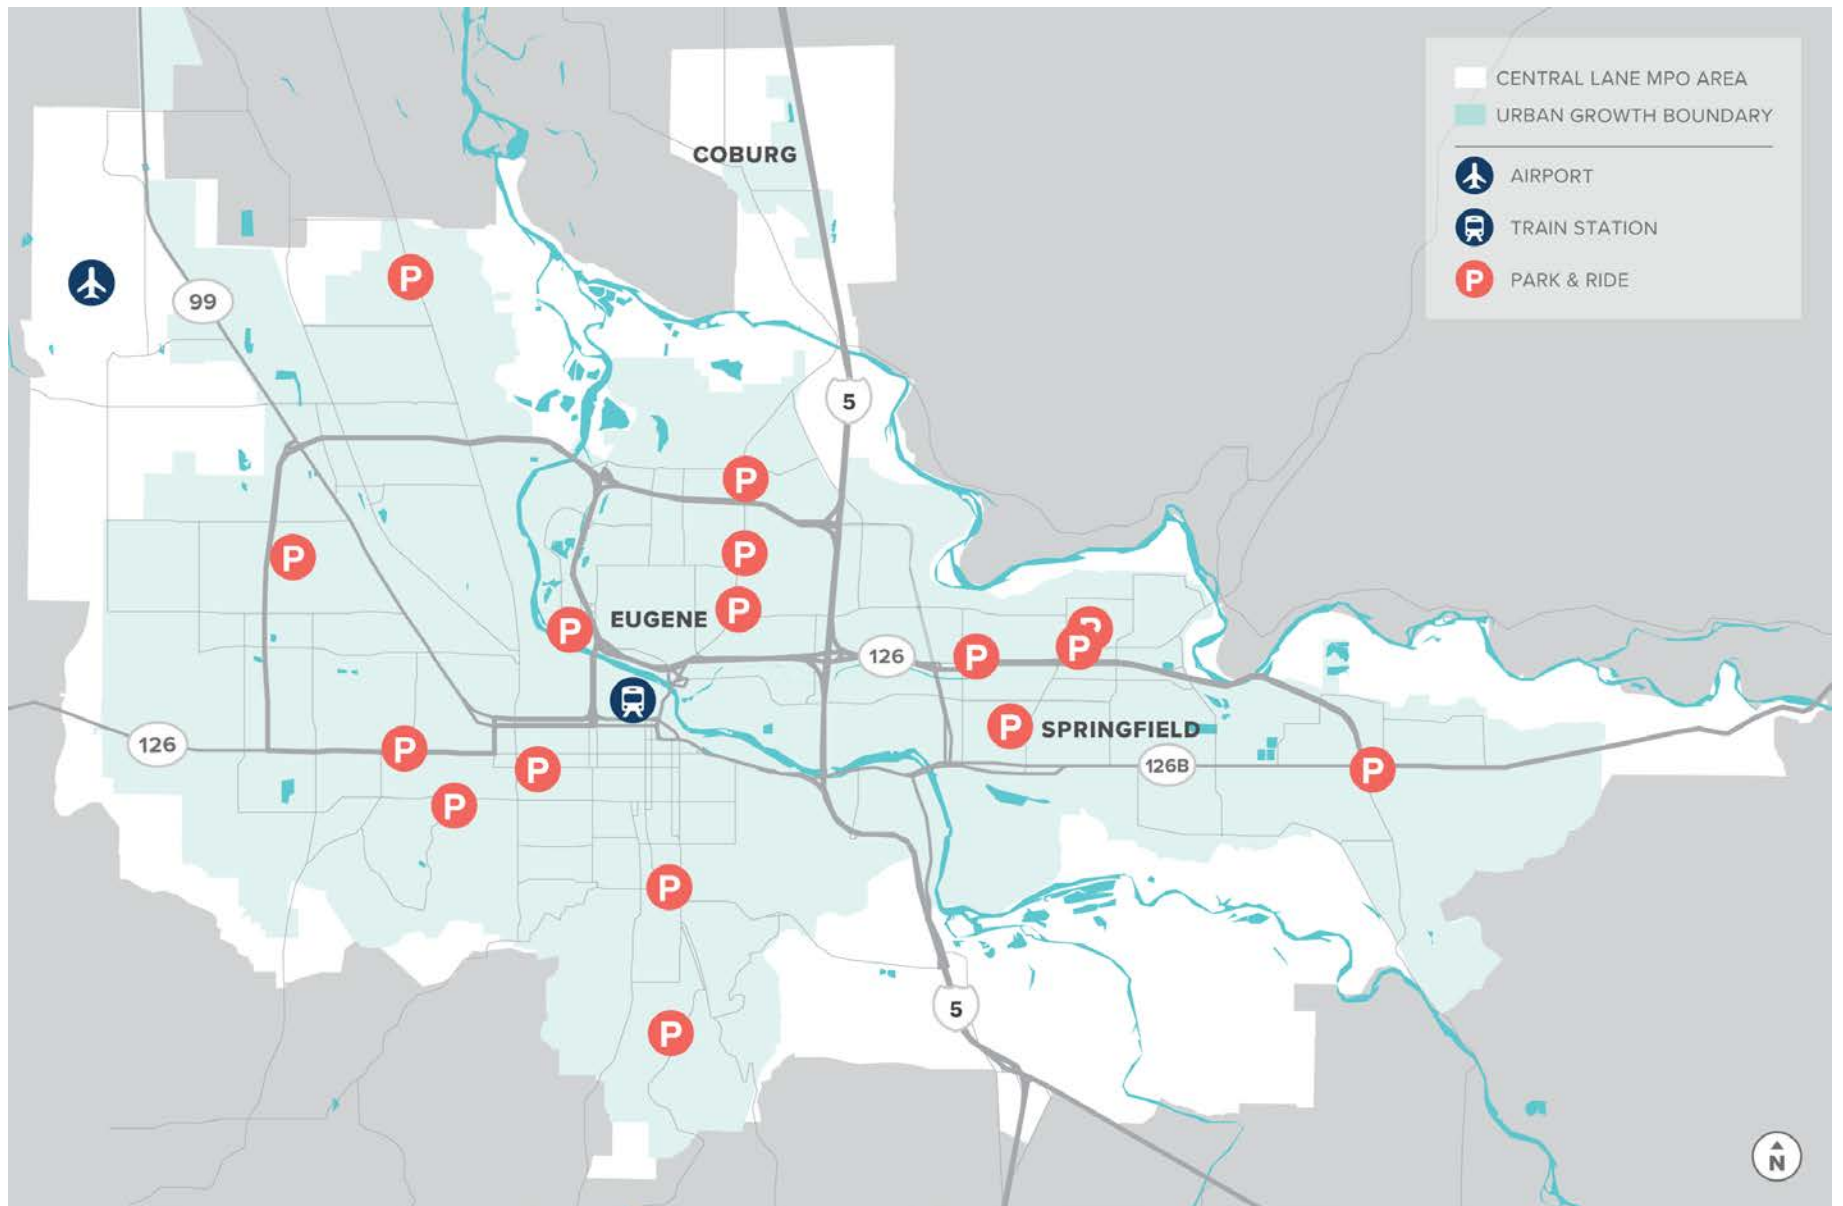 CENTRAL LANE MPO AREA
URBAN GROWTH BOUNDARY
AIRPORT
TRAIN STATION
PARK & RIDE
COBURG
P
99
5
P
P
P
P
EUGENE
P
P
P
P
126
P
SPRINGFIELD
P
126
P
P
126B
P
P
P
5
P
N